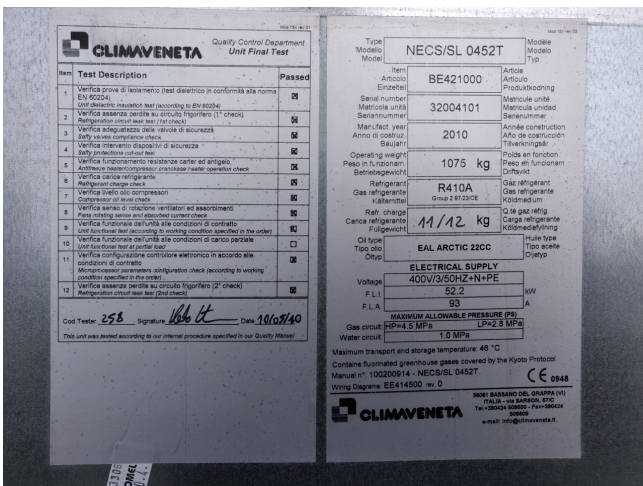 Mod.15v rev.01
CLIMAVENETA
Quality Control Department
Unit Final Test
Item Test Description Passed
1 Verifica prove di isolamento (test dielettrico in conformità alla norma
EN 60204)
Unit dielectric insulation test (according to EN 60204)
2 Verifica assenza perdite su circuito frigorifero (1° check)
Refrigeration circuit leak test (1st check)
3 Verifica adeguatezza delle valvole di sicurezza
Safty valves compliance check
4 Verifica intervento dispositivi di sicurezza
Safty protections cut-out test
5 Verifica funzionamento resistenze carter ed antigelo
Antifreeze heater/compressor crankcase heater operation check
6 Verifica carica refrigerante
Refrigerant charge check
7 Verifica livello olio compressori
Compressor oil level check
8 Verifica senso di rotazione ventilatori ed assorbimenti
Fans rotating sense and absorbed current check
9 Verifica funzionale dell'unità alle condizioni di contratto
Unit functional test (according to working condition specified in the order)
10 Verifica funzionale dell'unità alle condizioni di carico parziale
Unit functional test at partial load
11 Verifica configurazione controllore elettronico in accordo alle
condizioni di contratto
Microprocessor parameters configuration check (according to working
condition specified in the order)
12 Verifica assenza perdite su circuito frigorifero (2° check)
Refrigeration circuit leak test (2nd check)
Cod.Tester 258 Signature Date 10/05/10
This unit was tested according to our internal procedure specified in our Quality Manual
Type
Modello
Model
NECS/SL 0452T
Modèle
Modelo
Typ
Item
Articolo
Einzelteil
BE421000
Article
Articulo
Produktkodning
Serial number
Matricola unità
Seriennummer
32004101
Matricule unité
Matricula unidad
Serienummer
Manufact. year
Anno di costruz.
Baujahr
2010
Année construction
Año de construcción
Tillverkningsår
Operating weight
Peso in funzionam.
Betriebsgewicht
1075 kg
Poids en fonction.
Peso en funcionam
Driftsvikt
Refrigerant
Gas refrigerante
Kältemittel
R410A
Group 2 97/23/CE
Gaz réfrigérant
Gas refrigerante
Köldmedium
Refr. charge
Carica refrigerante
Füllgewicht
11/12 kg
Q.té gaz réfrig.
Carga refrigerante
Köldmediefyllning
Oil type
Tipo olio
Öltyp
EAL ARCTIC 22CC
Huile type
Tipo aceite
Oljetyp
ELECTRICAL SUPPLY
Voltage 400V/3/50HZ+N+PE
F.L.I. 52.2 kW
F.L.A. 93 A
MAXIMUM ALLOWABLE PRESSURE (PS)
Gas circuit: HP=4.5 MPa LP=2.8 MPa
Water circuit: 1.0 MPa
Maximum transport and storage temperature: 46 °C
Contains fluorinated greenhouse gases covered by the Kyoto Protocol.
Manual n°: 100200914 - NECS/SL 0452T
Wiring Diagrams EE414500 rev. 0
CE 0948
CLIMAVENETA
36061 BASSANO DEL GRAPPA (VI)
ITALIA - via SARSON, 57/C
Tel.+390424 509500 - Fax+390424
509509
e-mail: info@climaveneta.it
3306